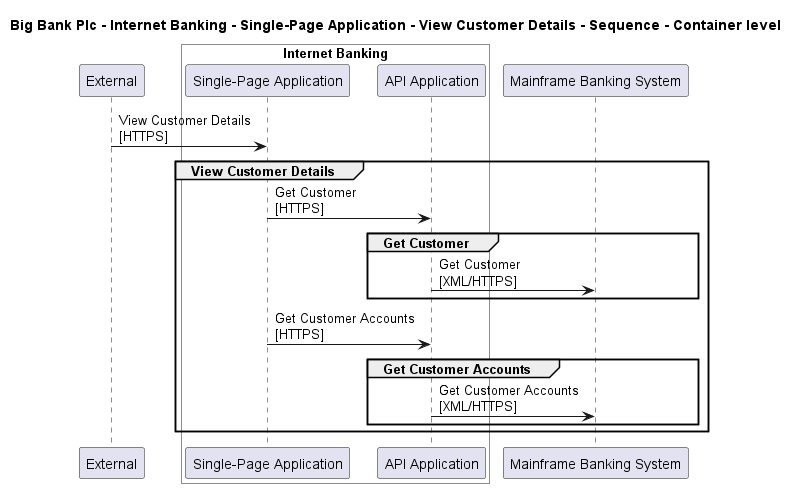 Big Bank Plc - Internet Banking - Single-Page Application - View Customer Details - Sequence - Container level
Internet Banking
External
Single-Page Application
API Application
Mainframe Banking System
View Customer Details
[HTTPS]
View Customer Details
Get Customer
[HTTPS]
Get Customer
Get Customer
[XML/HTTPS]
Get Customer Accounts
[HTTPS]
Get Customer Accounts
Get Customer Accounts
[XML/HTTPS]
External
Single-Page Application
API Application
Mainframe Banking System